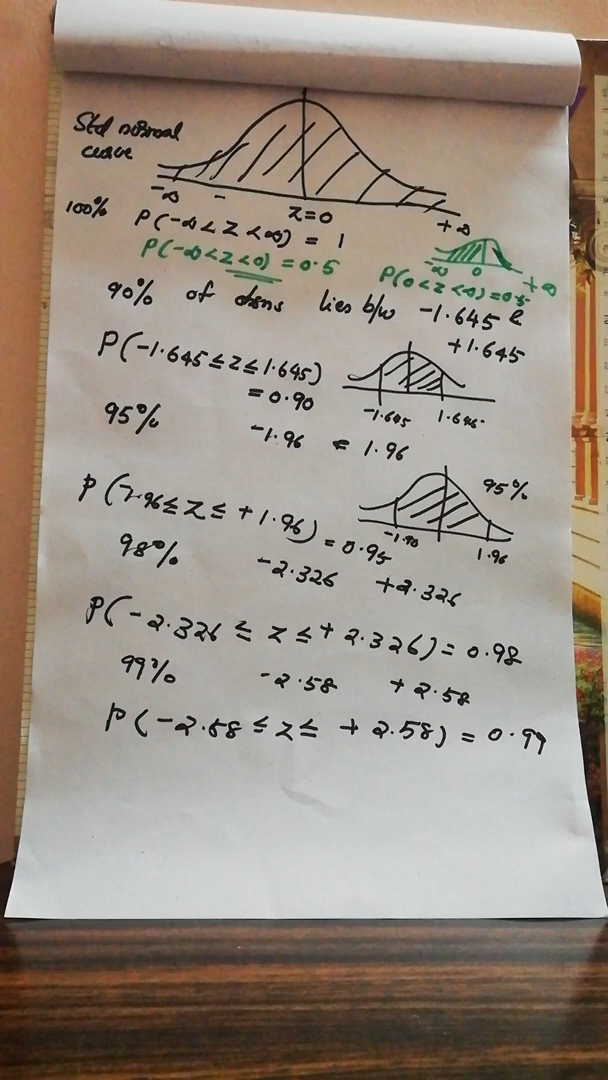 Std normal
curve
-∞ - z=0 +∞
100% P(-∞<z<∞) = 1
P(-∞<z<0) = 0.5
-∞ 0 +∞
P(0<z<∞)=0.5
90% of obsns lies b/w -1.645 &
+1.645
P(-1.645≤z≤1.645)
= 0.90
-1.645 1.645
95% -1.96 & 1.96
95%
P(-1.96≤z≤+1.96) = 0.95
-1.90 1.96
98% -2.326 +2.326
P(-2.326 ≤ z ≤+2.326) = 0.98
99% -2.58 +2.58
P(-2.58 ≤z≤ +2.58) = 0.99